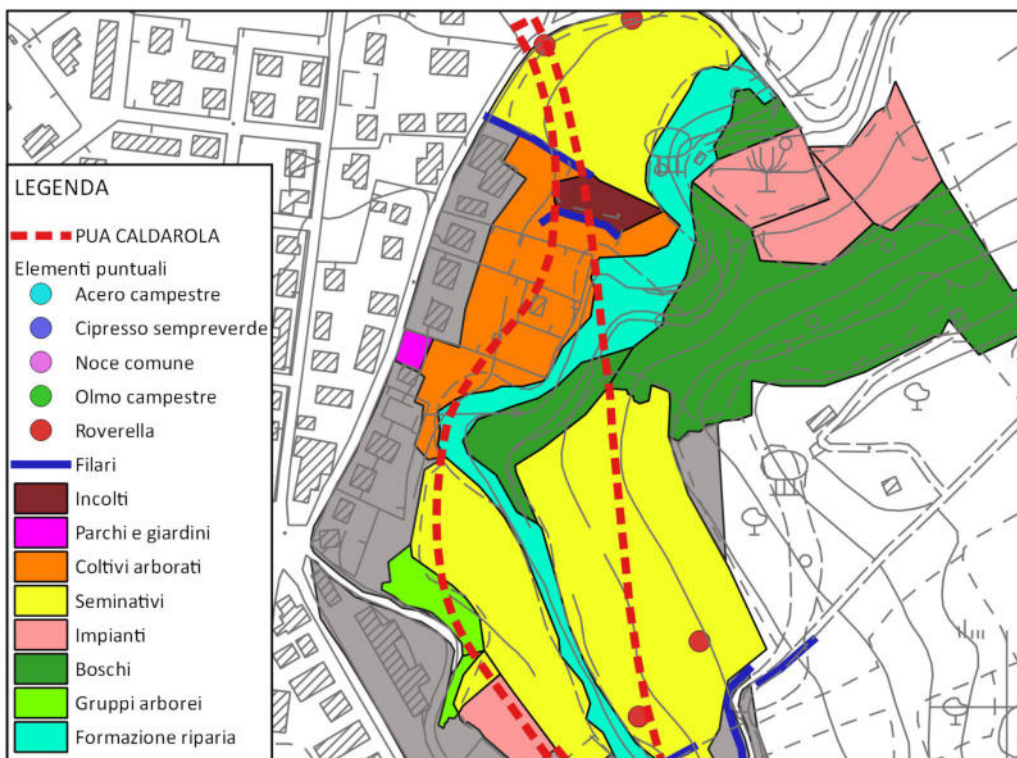 LEGENDA
PUA CALDAROLA
Elementi puntuali
Acero campestre
Cipresso sempreverde
Noce comune
Olmo campestre
Roverella
Filari
Incolti
Parchi e giardini
Coltivi arborati
Seminativi
Impianti
Boschi
Gruppi arborei
Formazione riparia